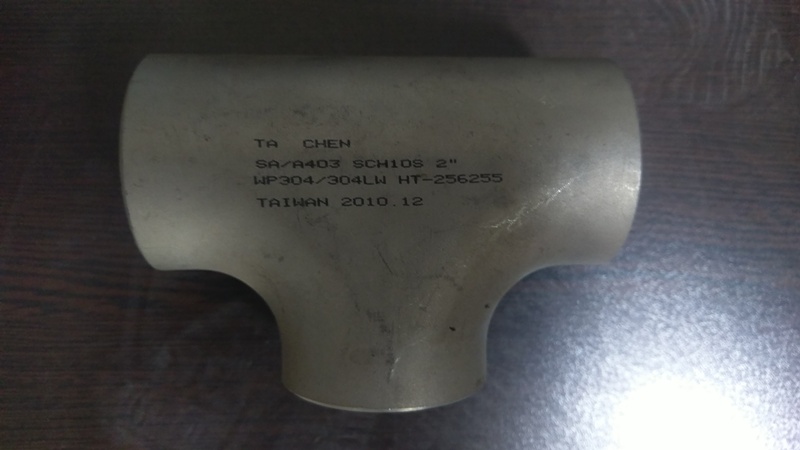 TA CHEN
SA/A403 SCH10S 2"
WP304/304LW HT-256255
TAIWAN 2010.12